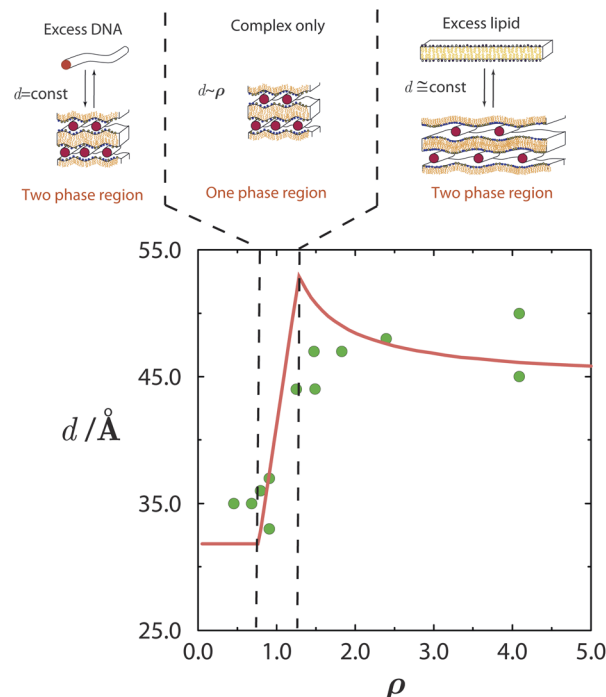 Excess DNA
Complex only
Excess lipid
d=const
d~ρ
d≅const
Two phase region
One phase region
Two phase region
55.0
45.0
d /Å
35.0
25.0
0.0 1.0 2.0 3.0 4.0 5.0
ρ